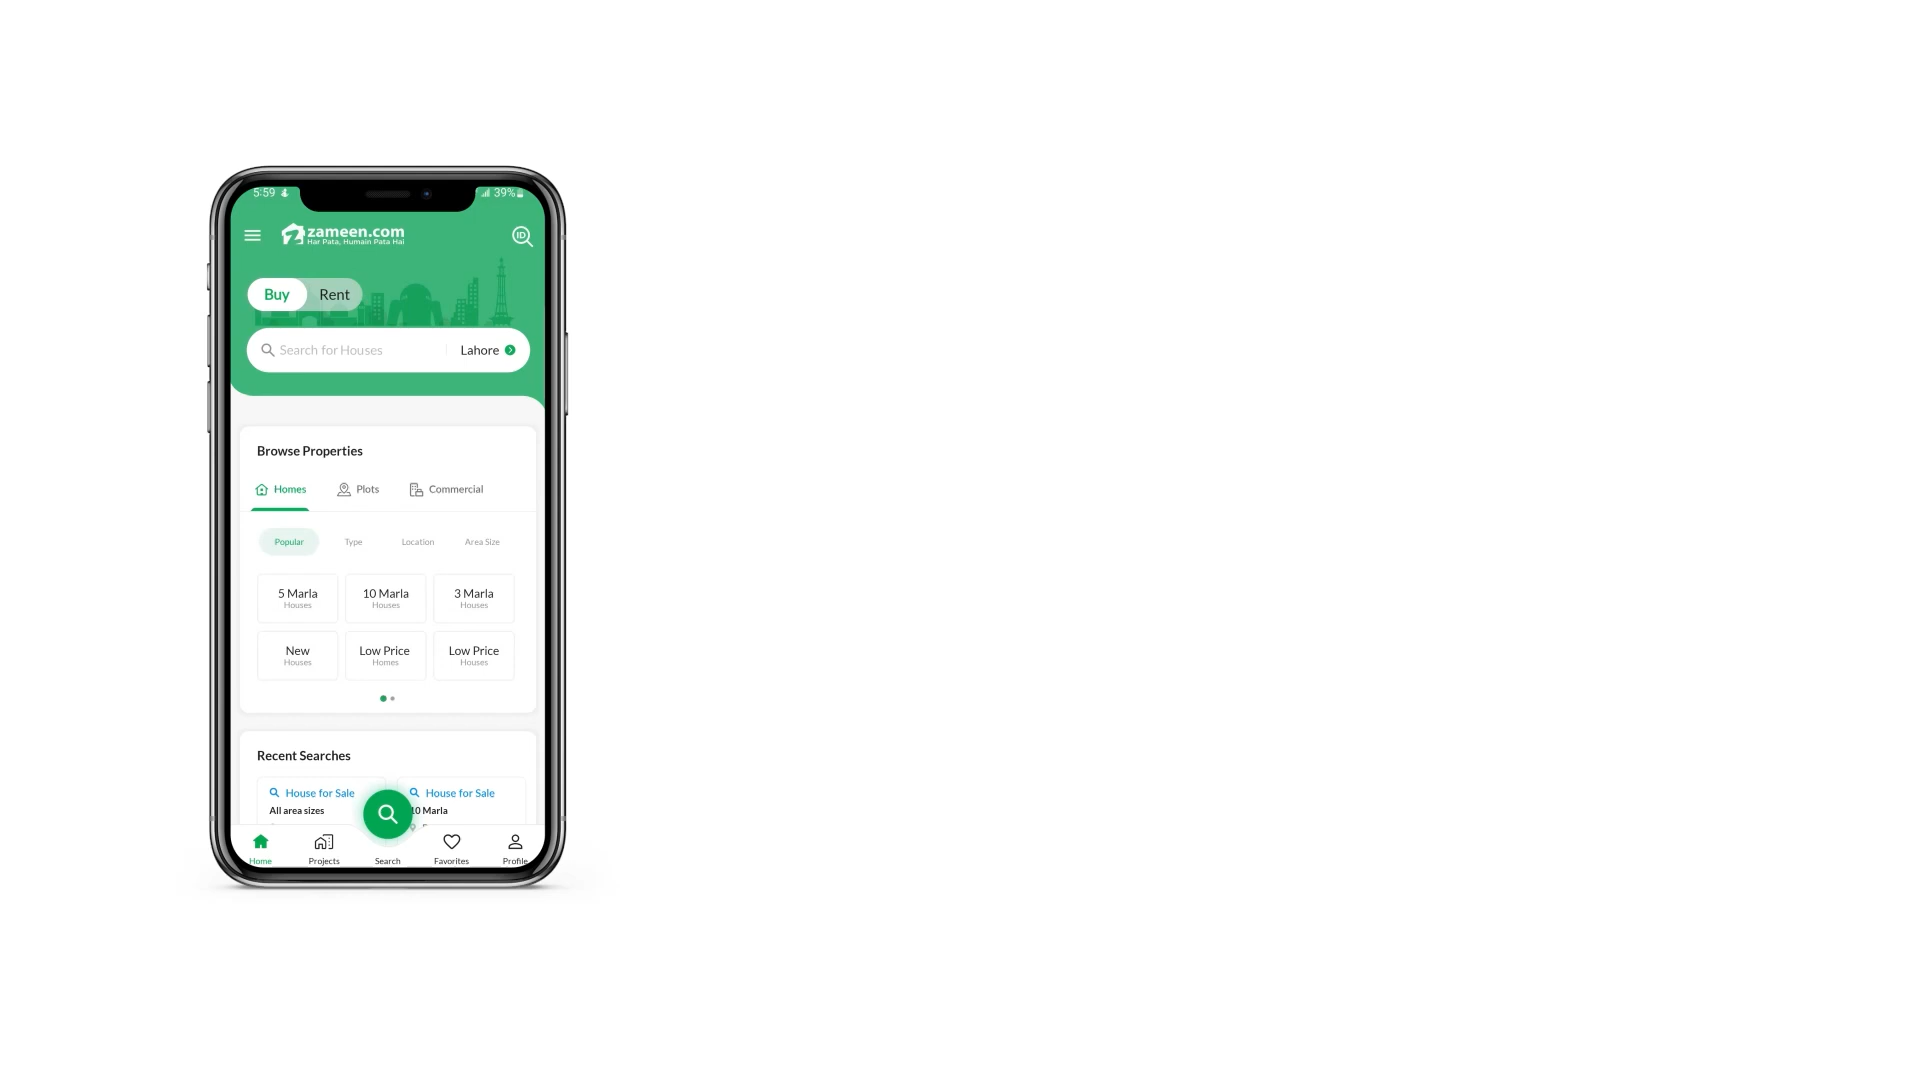 5:59 39%
zameen.com
Har Pata, Humain Pata Hai
ID
Buy Rent
Search for Houses Lahore
Browse Properties
Homes Plots Commercial
Popular Type Location Area Size
5 Marla 10 Marla 3 Marla
Houses Houses Houses
New Low Price Low Price
Houses Homes Houses
Recent Searches
House for Sale House for Sale
All area sizes 10 Marla
Home Projects Search Favorites Profile